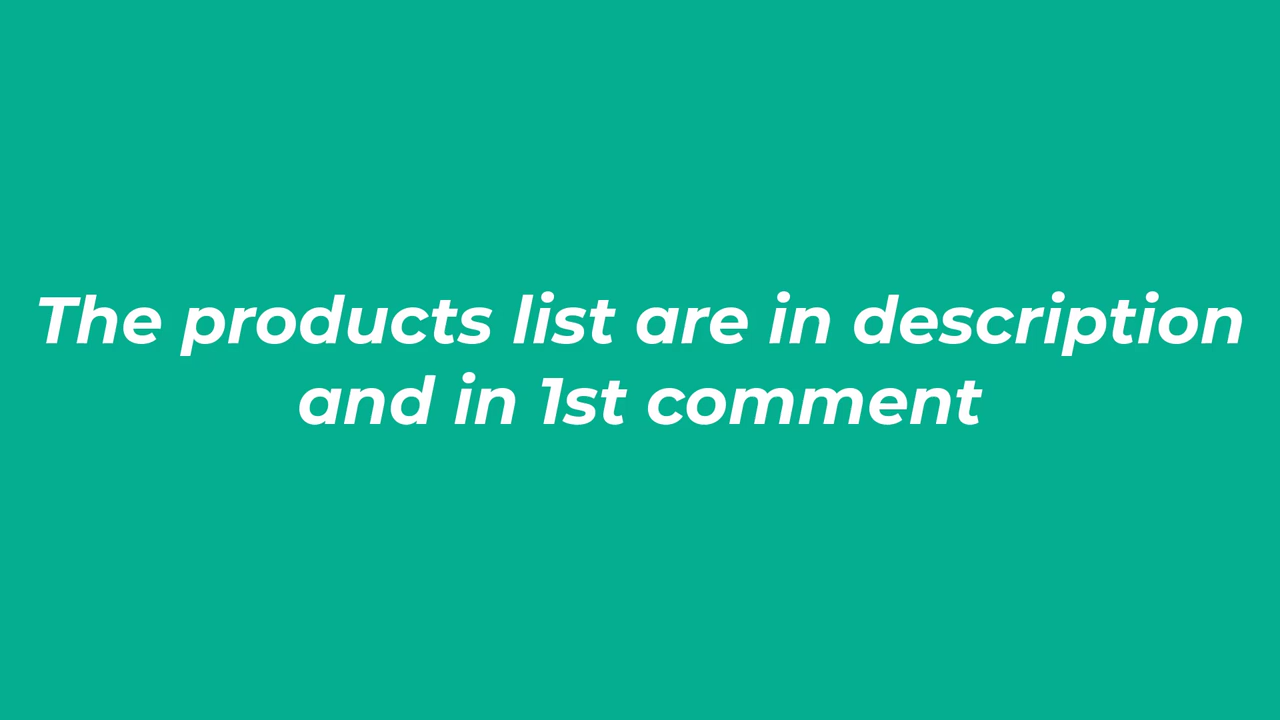 The products list are in description
and in 1st comment